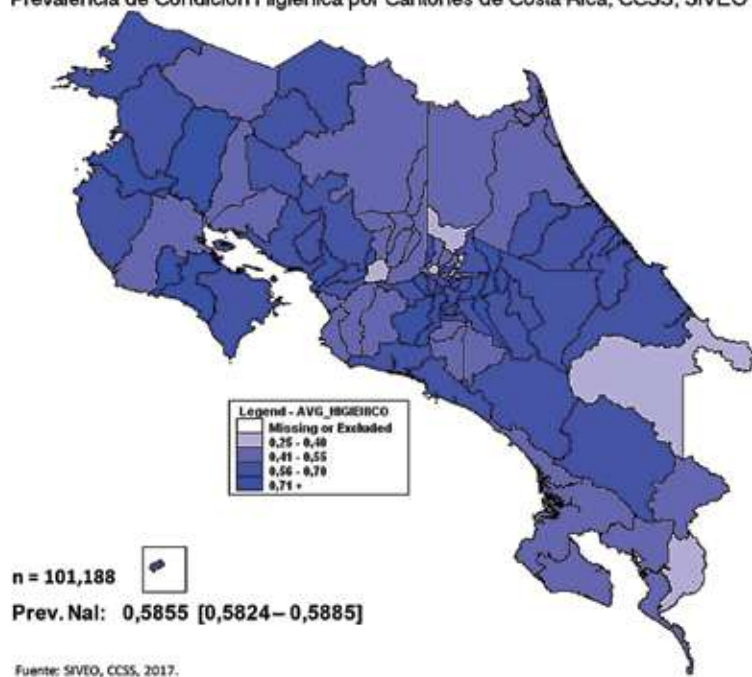 Prevalencia de Condición Higiénica por Cantones de Costa Rica, CCSS, SIVEO
Legend - AVG_HIGIENICO
Missing or Excluded
0,25 - 0,40
0,41 - 0,55
0,56 - 0,70
0,71 +
n = 101,188
Prev. Nal: 0,5855 [0,5824 – 0,5885]
Fuente: SIVEO, CCSS, 2017.